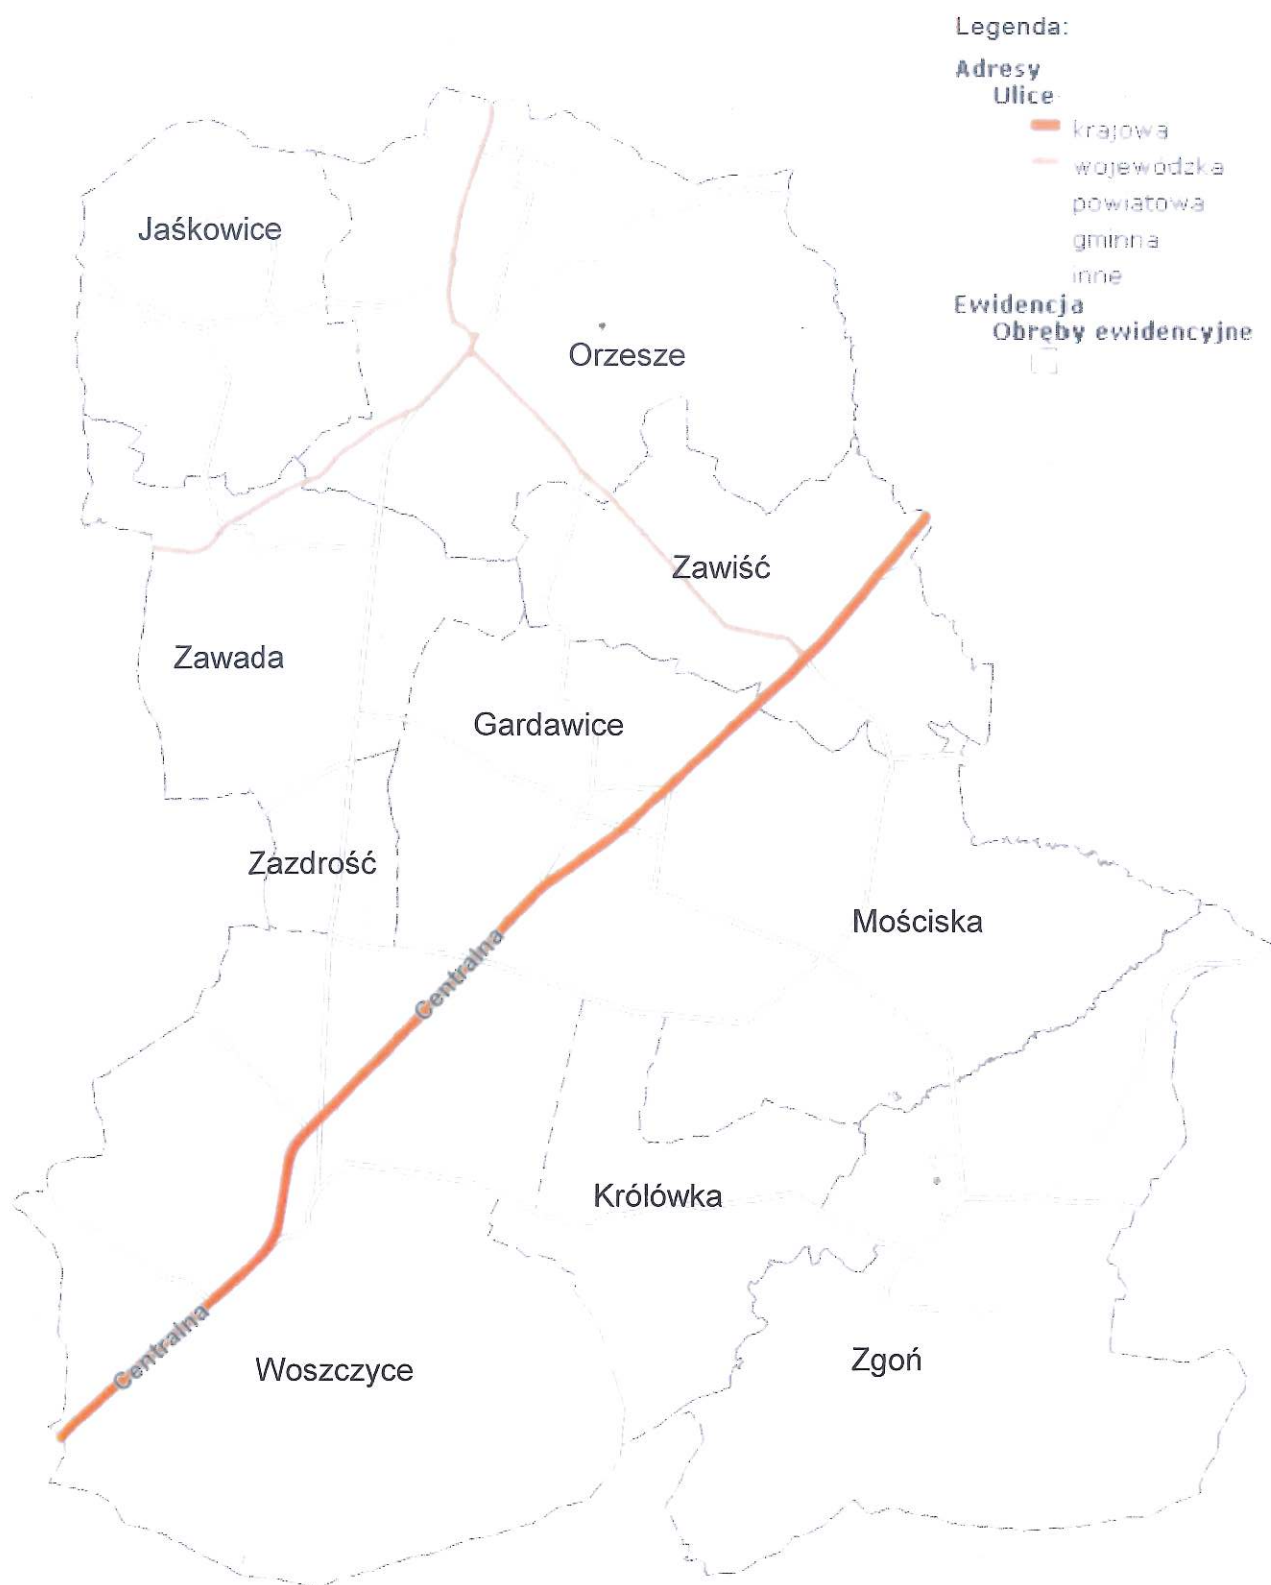 Legenda:
Adresy
Ulice
krajowa
wojewódzka
powiatowa
gminna
inne
Ewidencja
Obręby ewidencyjne
Jaśkowice
Orzesze
Zawiść
Zawada
Gardawice
Zazdrość
Mościska
Centralna
Królówka
Centralna
Woszczyce
Zgoń